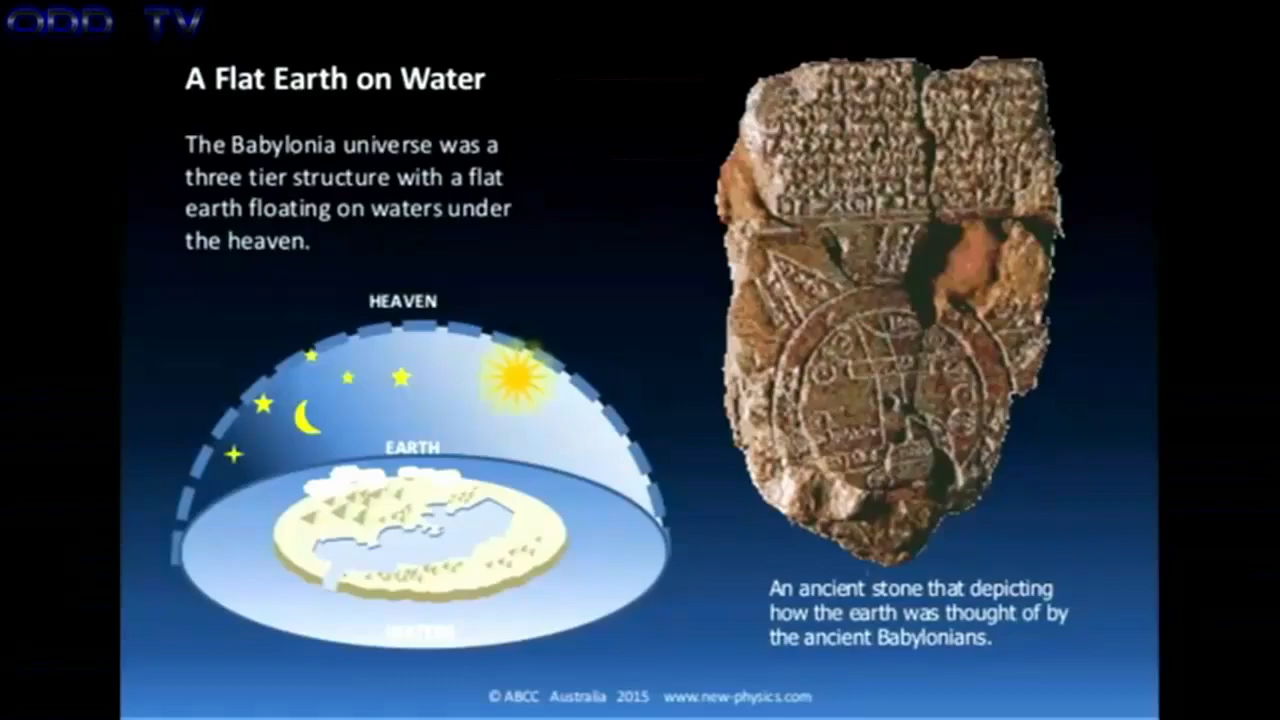 ODD TV
A Flat Earth on Water
The Babylonia universe was a
three tier structure with a flat
earth floating on waters under
the heaven.
HEAVEN
EARTH
An ancient stone that depicting
how the earth was thought of by
the ancient Babylonians.
© ABCC Australia 2015 www.new-physics.com